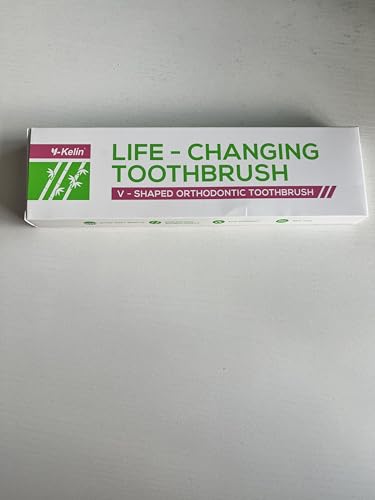 Y-Kelin
LIFE - CHANGING
TOOTHBRUSH
V - SHAPED ORTHODONTIC TOOTHBRUSH